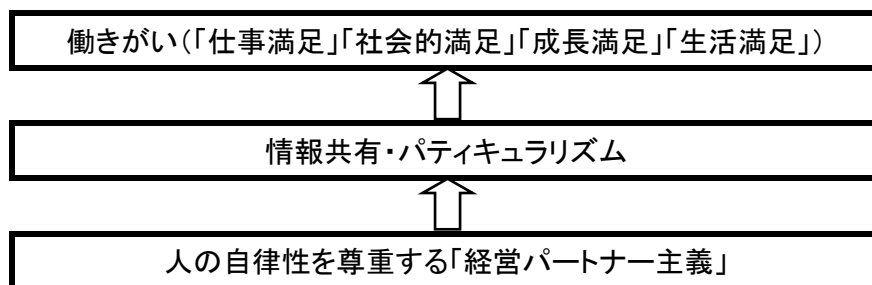 働きがい(「仕事満足」「社会的満足」「成長満足」「生活満足」)
情報共有・パティキュラリズム
人の自律性を尊重する「経営パートナー主義」